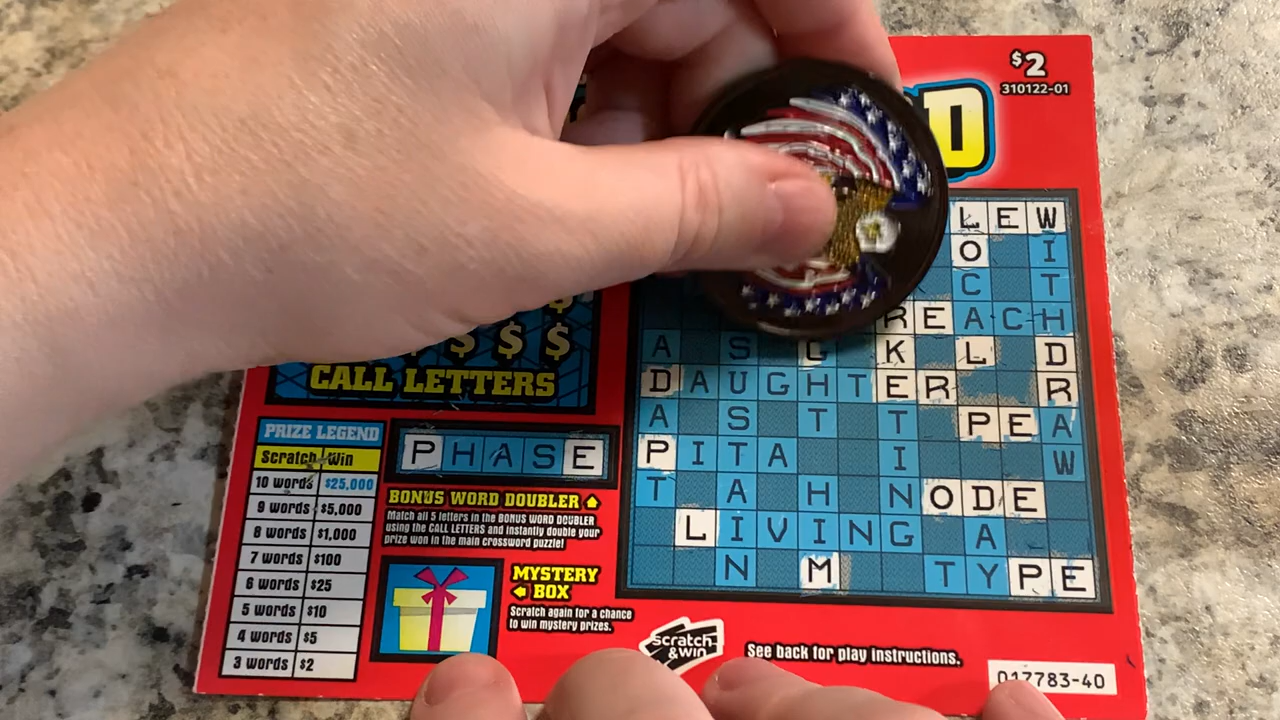 $2
310122-01
D
LEW
O I
C T
REACH
A S G K L D
DAUGHTER R
A S T T PEA
PITA I W
T A H NODE
LIVING A
N M TYPE
$ $ $
CALL LETTERS
PRIZE LEGEND
Scratch Win
10 words $25,000
9 words $5,000
8 words $1,000
7 words $100
6 words $25
5 words $10
4 words $5
3 words $2
PHASE
BONUS WORD DOUBLER
Match all 5 letters in the BONUS WORD DOUBLER
using the CALL LETTERS and instantly double your
prize won in the main crossword puzzle!
MYSTERY
BOX
Scratch again for a chance
to win mystery prizes.
Scratch
&Win
See back for play instructions.
017783-40